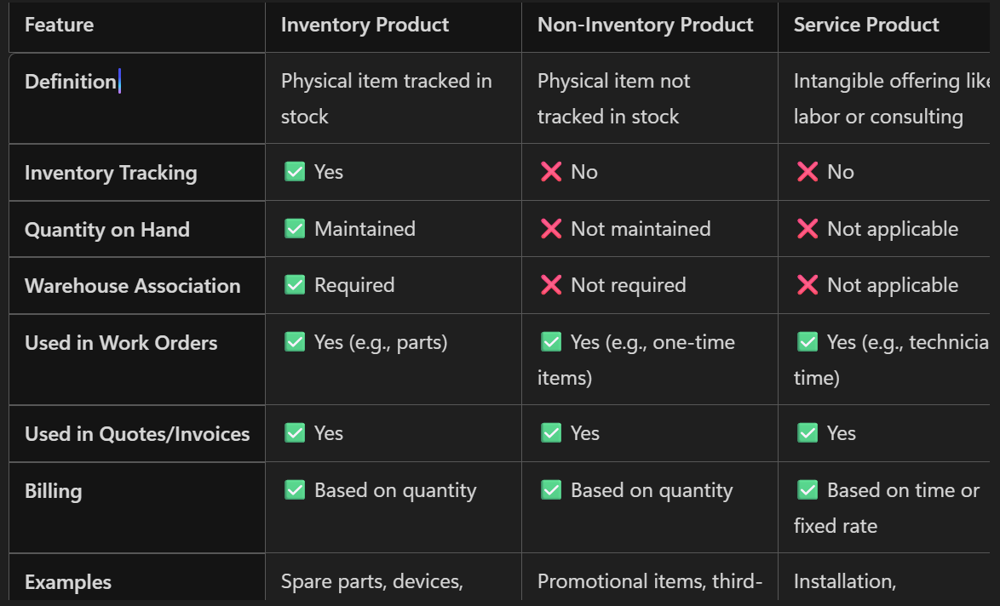 Feature Inventory Product Non-Inventory Product Service Product
Definition Physical item tracked in Physical item not Intangible offering like
stock tracked in stock labor or consulting
Inventory Tracking ✅ Yes ❌ No ❌ No
Quantity on Hand ✅ Maintained ❌ Not maintained ❌ Not applicable
Warehouse Association ✅ Required ❌ Not required ❌ Not applicable
Used in Work Orders ✅ Yes (e.g., parts) ✅ Yes (e.g., one-time ✅ Yes (e.g., technicia
items) time)
Used in Quotes/Invoices ✅ Yes ✅ Yes ✅ Yes
Billing ✅ Based on quantity ✅ Based on quantity ✅ Based on time or
fixed rate
Examples Spare parts, devices, Promotional items, third- Installation,